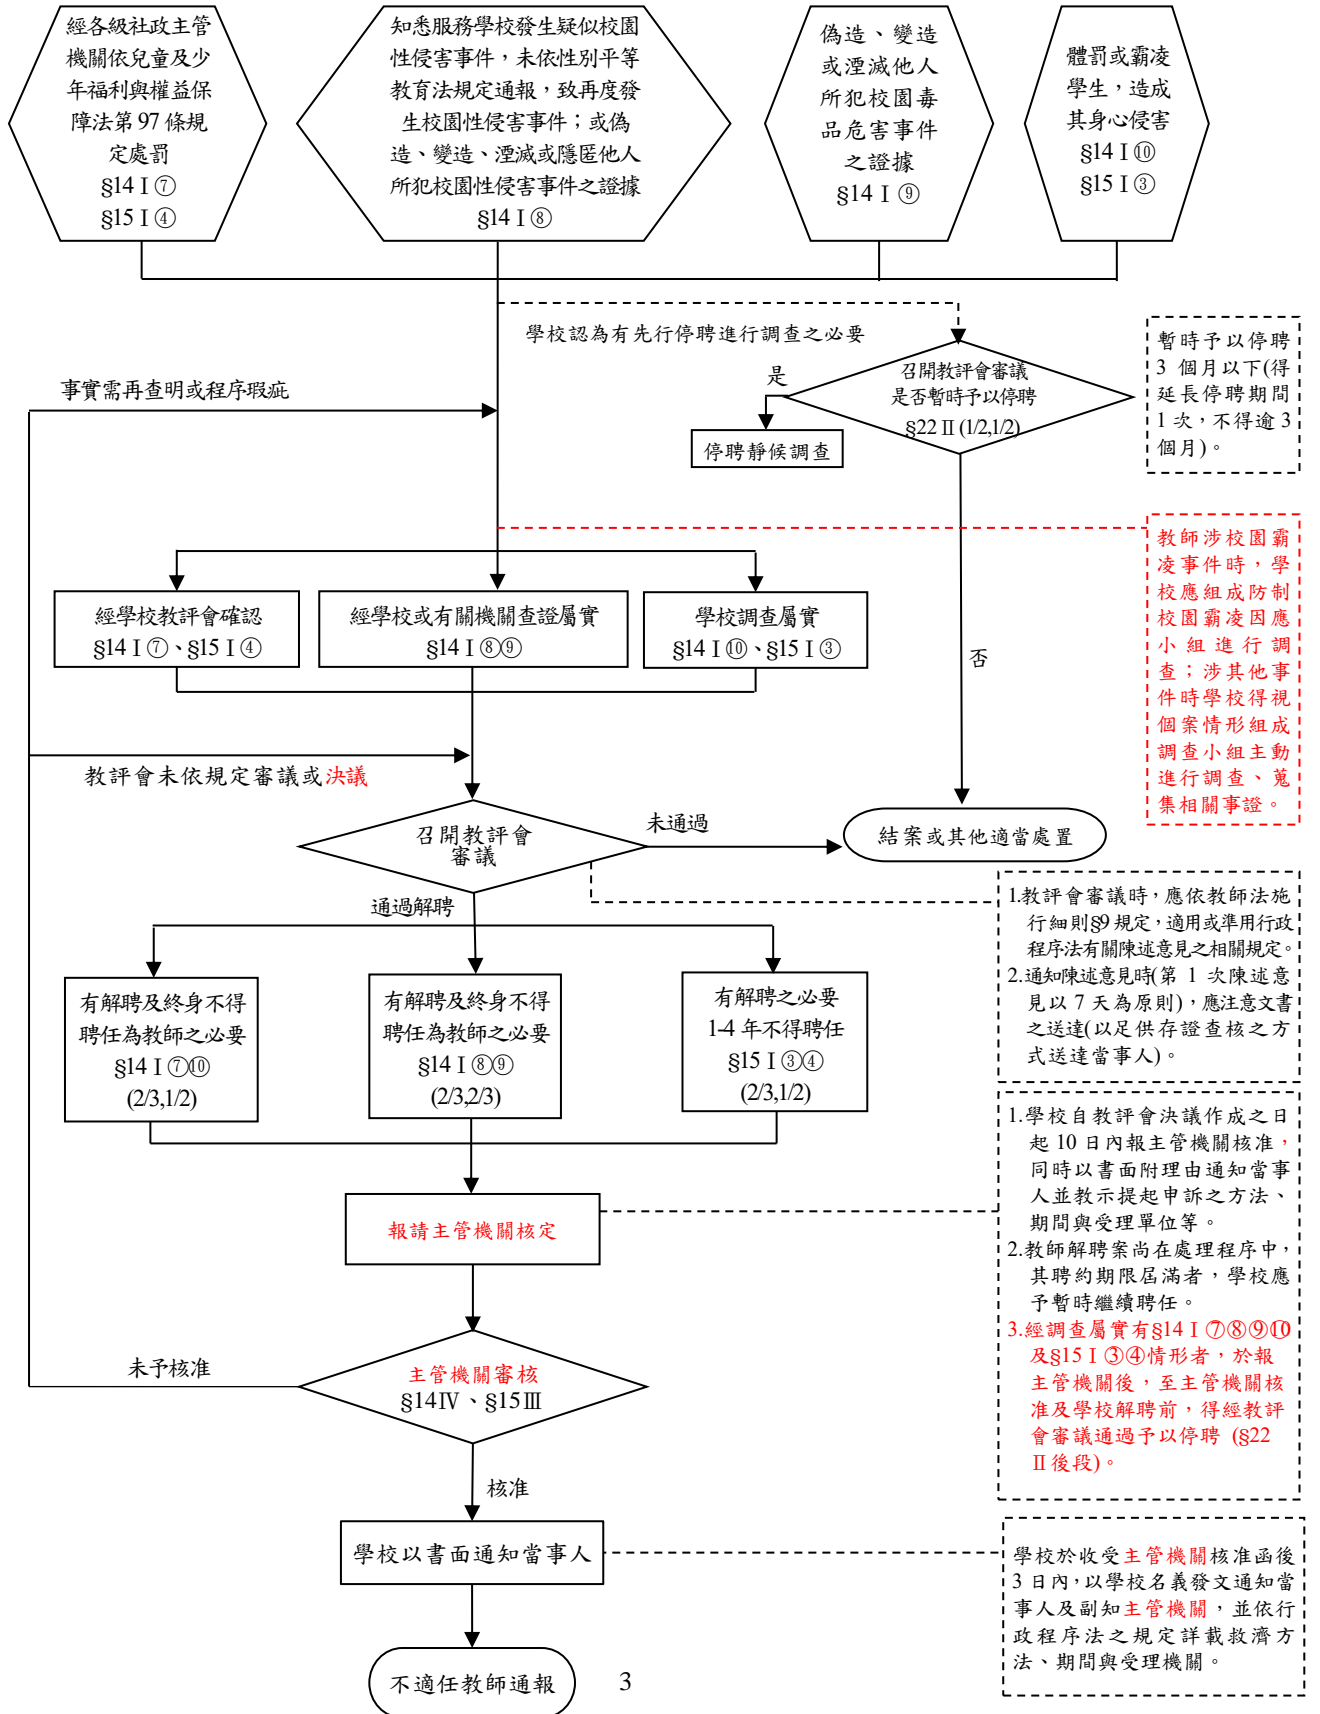 經各級社政主管
機關依兒童及少
年福利與權益保
障法第 97 條規
定處罰
§14Ⅰ⑦
§15Ⅰ④
知悉服務學校發生疑似校園
性侵害事件，未依性別平等
教育法規定通報，致再度發
生校園性侵害事件；或偽
造、變造、湮滅或隱匿他人
所犯校園性侵害事件之證據
§14Ⅰ⑧
偽造、變造
或湮滅他人
所犯校園毒
品危害事件
之證據
§14Ⅰ⑨
體罰或霸凌
學生，造成
其身心侵害
§14Ⅰ⑩
§15Ⅰ③
學校認為有先行停聘進行調查之必要
召開教評會審議
是否暫時予以停聘
§22Ⅱ(1/2,1/2)
是
停聘靜候調查
暫時予以停聘
3 個月以下(得
延長停聘期間
1 次，不得逾 3
個月)。
事實需再查明或程序瑕疵
教師涉校園霸
凌事件時，學
校應組成防制
校園霸凌因應
小組進行調
查；涉其他事
件時學校得視
個案情形組成
調查小組主動
進行調查、蒐
集相關事證。
經學校教評會確認
§14Ⅰ⑦、§15Ⅰ④
經學校或有關機關查證屬實
§14Ⅰ⑧⑨
學校調查屬實
§14Ⅰ⑩、§15Ⅰ③
否
教評會未依規定審議或決議
召開教評會
審議
未通過
結案或其他適當處置
通過解聘
1.教評會審議時，應依教師法施
行細則§9 規定，適用或準用行政
程序法有關陳述意見之相關規定。
2.通知陳述意見時(第 1 次陳述意
見以 7 天為原則)，應注意文書
之送達(以足供存證查核之方
式送達當事人)。
有解聘及終身不得
聘任為教師之必要
§14Ⅰ⑦⑩
(2/3,1/2)
有解聘及終身不得
聘任為教師之必要
§14Ⅰ⑧⑨
(2/3,2/3)
有解聘之必要
1-4 年不得聘任
§15Ⅰ③④
(2/3,1/2)
報請主管機關核定
1.學校自教評會決議作成之日
起 10 日內報主管機關核准，
同時以書面附理由通知當事
人並教示提起申訴之方法、
期間與受理單位等。
2.教師解聘案尚在處理程序中，
其聘約期限屆滿者，學校應
予暫時繼續聘任。
3.經調查屬實有§14Ⅰ⑦⑧⑨⑩
及§15Ⅰ③④情形者，於報
主管機關後，至主管機關核
准及學校解聘前，得經教評
會審議通過予以停聘 (§22
Ⅱ後段)。
主管機關審核
§14Ⅳ、§15Ⅲ
未予核准
核准
學校以書面通知當事人
學校於收受主管機關核准函後
3 日內，以學校名義發文通知當
事人及副知主管機關，並依行
政程序法之規定詳載救濟方
法、期間與受理機關。
不適任教師通報
3